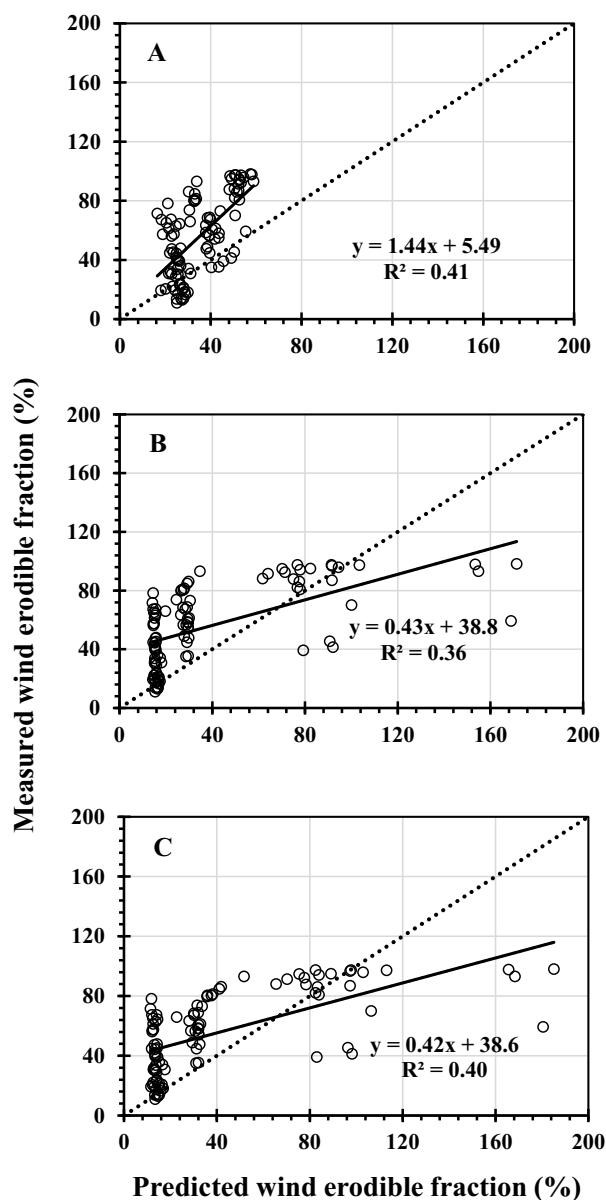 200
160
120
80
40
0
A
y = 1.44x + 5.49
R² = 0.41
0 40 80 120 160 200
200
160
120
80
40
0
B
y = 0.43x + 38.8
R² = 0.36
0 40 80 120 160 200
200
160
120
80
40
0
C
y = 0.42x + 38.6
R² = 0.40
0 40 80 120 160 200
Measured wind erodible fraction (%)
Predicted wind erodible fraction (%)